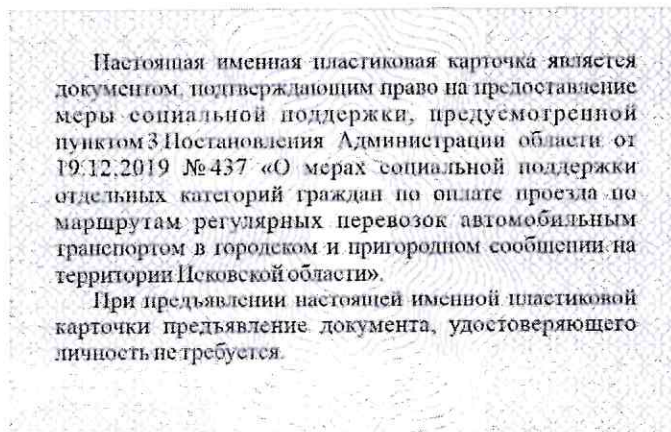 Настоящая именная пластиковая карточка является
документом, подтверждающим право на предоставление
меры социальной поддержки, предусмотренной
пунктом 3 Постановления Администрации области от
19.12.2019 №437 «О мерах социальной поддержки
отдельных категорий граждан по оплате проезда по
маршрутам регулярных перевозок автомобильным
транспортом в городском и пригородном сообщении на
территории Псковской области».
При предъявлении настоящей именной пластиковой
карточки предъявление документа, удостоверяющего
личность не требуется.